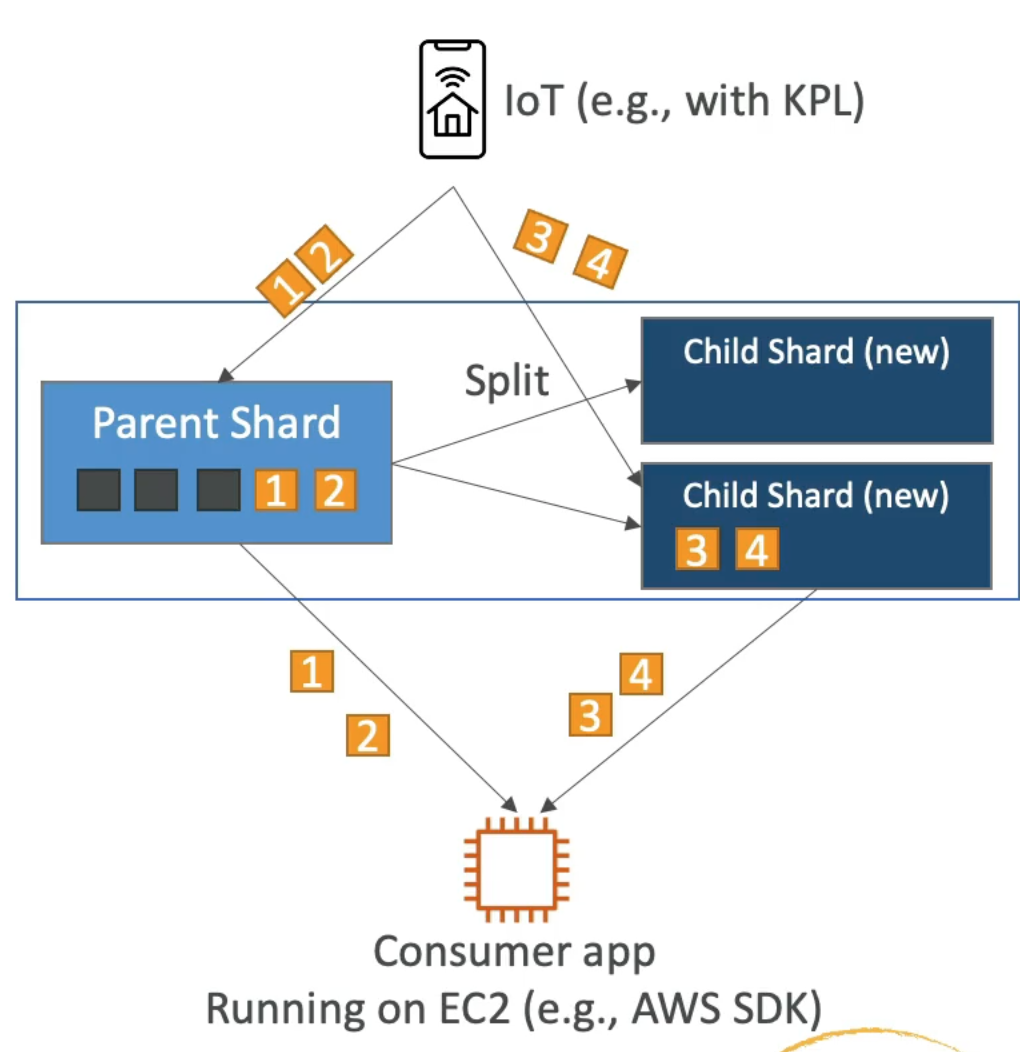 IoT (e.g., with KPL)
1 2
3 4
Split
Parent Shard
1 2
Child Shard (new)
Child Shard (new)
3 4
1
2
4
3
Consumer app
Running on EC2 (e.g., AWS SDK)